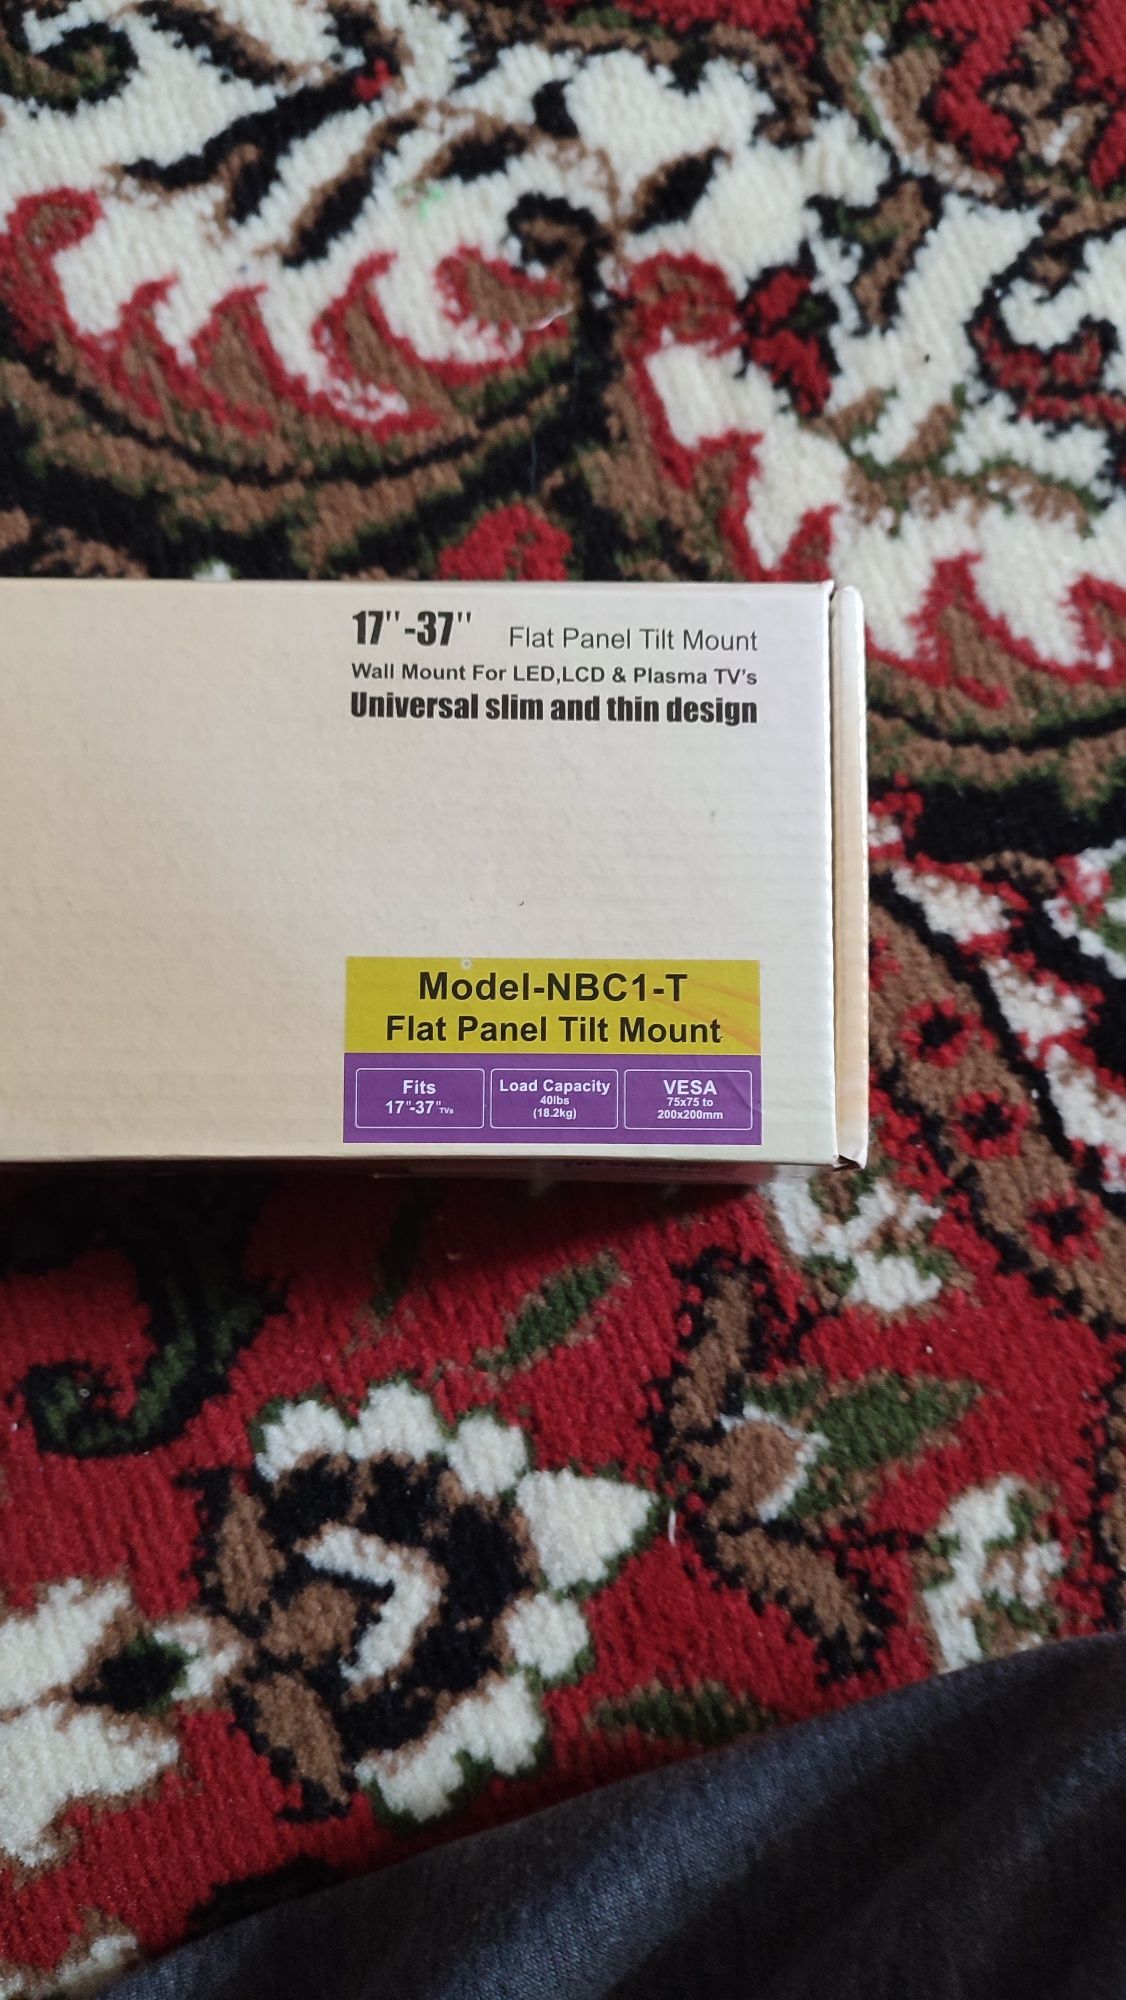 17"-37" Flat Panel Tilt Mount
Wall Mount For LED,LCD & Plasma TV's
Universal slim and thin design
Model-NBC1-T
Flat Panel Tilt Mount
Fits
17"-37" TVs
Load Capacity
40lbs
(18.2kg)
VESA
75x75 to
200x200mm